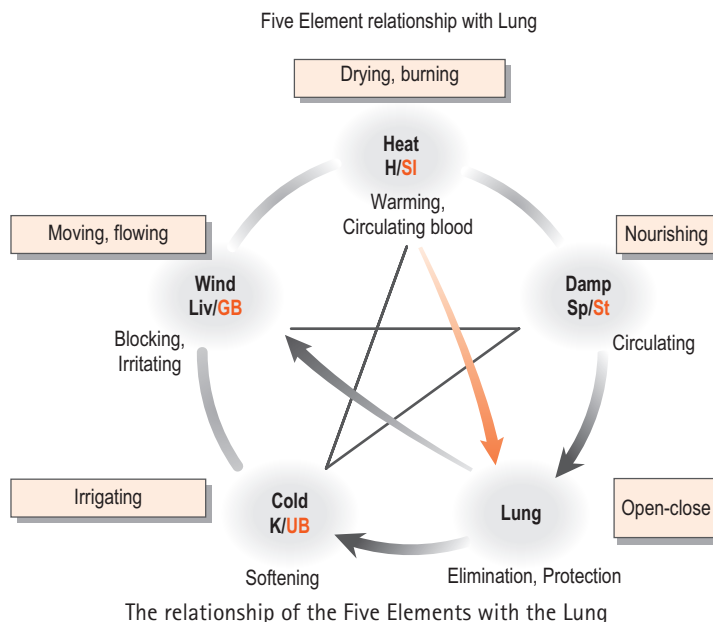 Five Element relationship with Lung
Drying, burning
Heat
H/SI
Warming,
Circulating blood
Moving, flowing
Nourishing
Wind
Liv/GB
Damp
Sp/St
Blocking,
Irritating
Circulating
Irrigating
Cold
K/UB
Lung
Open-close
Softening
Elimination, Protection
The relationship of the Five Elements with the Lung